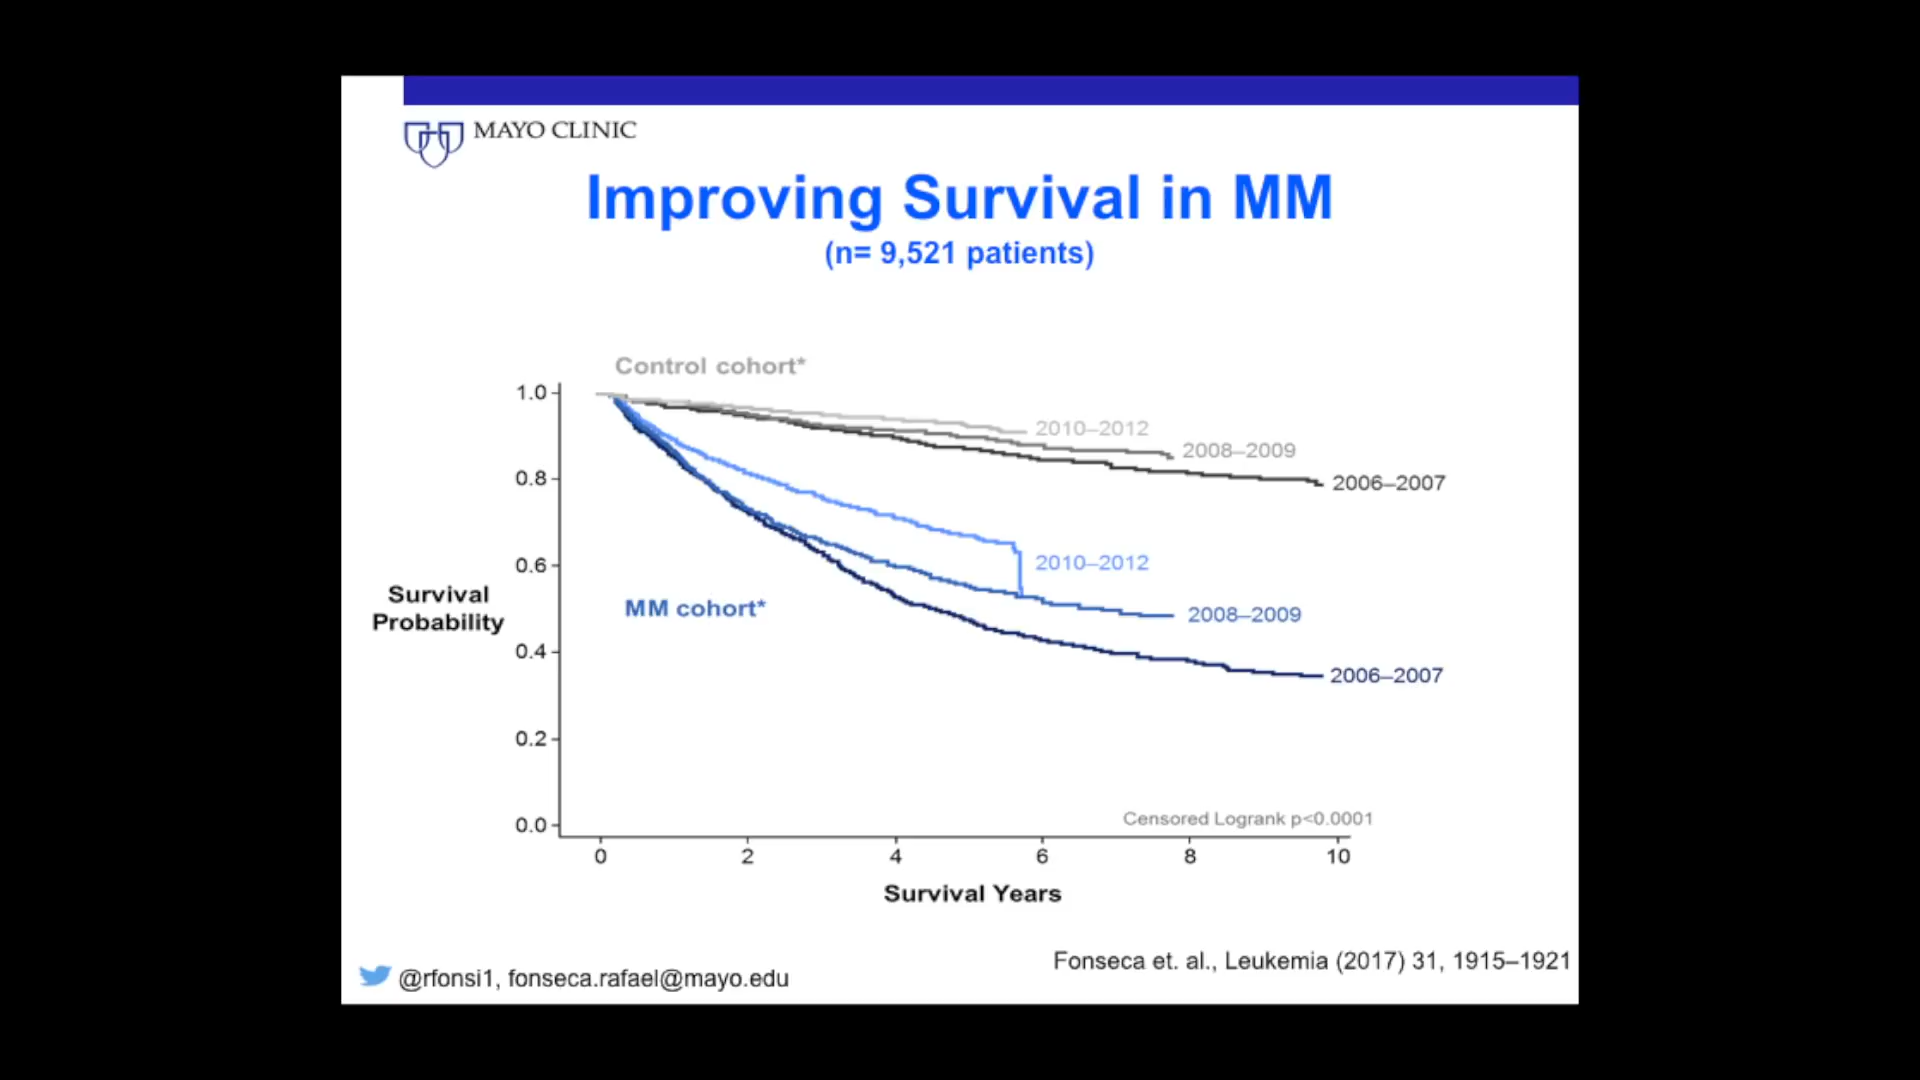 MAYO CLINIC
Improving Survival in MM
(n= 9,521 patients)
Control cohort*
1.0
0.8
0.6
0.4
0.2
0.0
2010–2012
2008–2009
2006–2007
2010–2012
2008–2009
2006–2007
MM cohort*
Survival
Probability
Censored Logrank p<0.0001
0 2 4 6 8 10
Survival Years
Fonseca et. al., Leukemia (2017) 31, 1915–1921
@rfonsi1, fonseca.rafael@mayo.edu